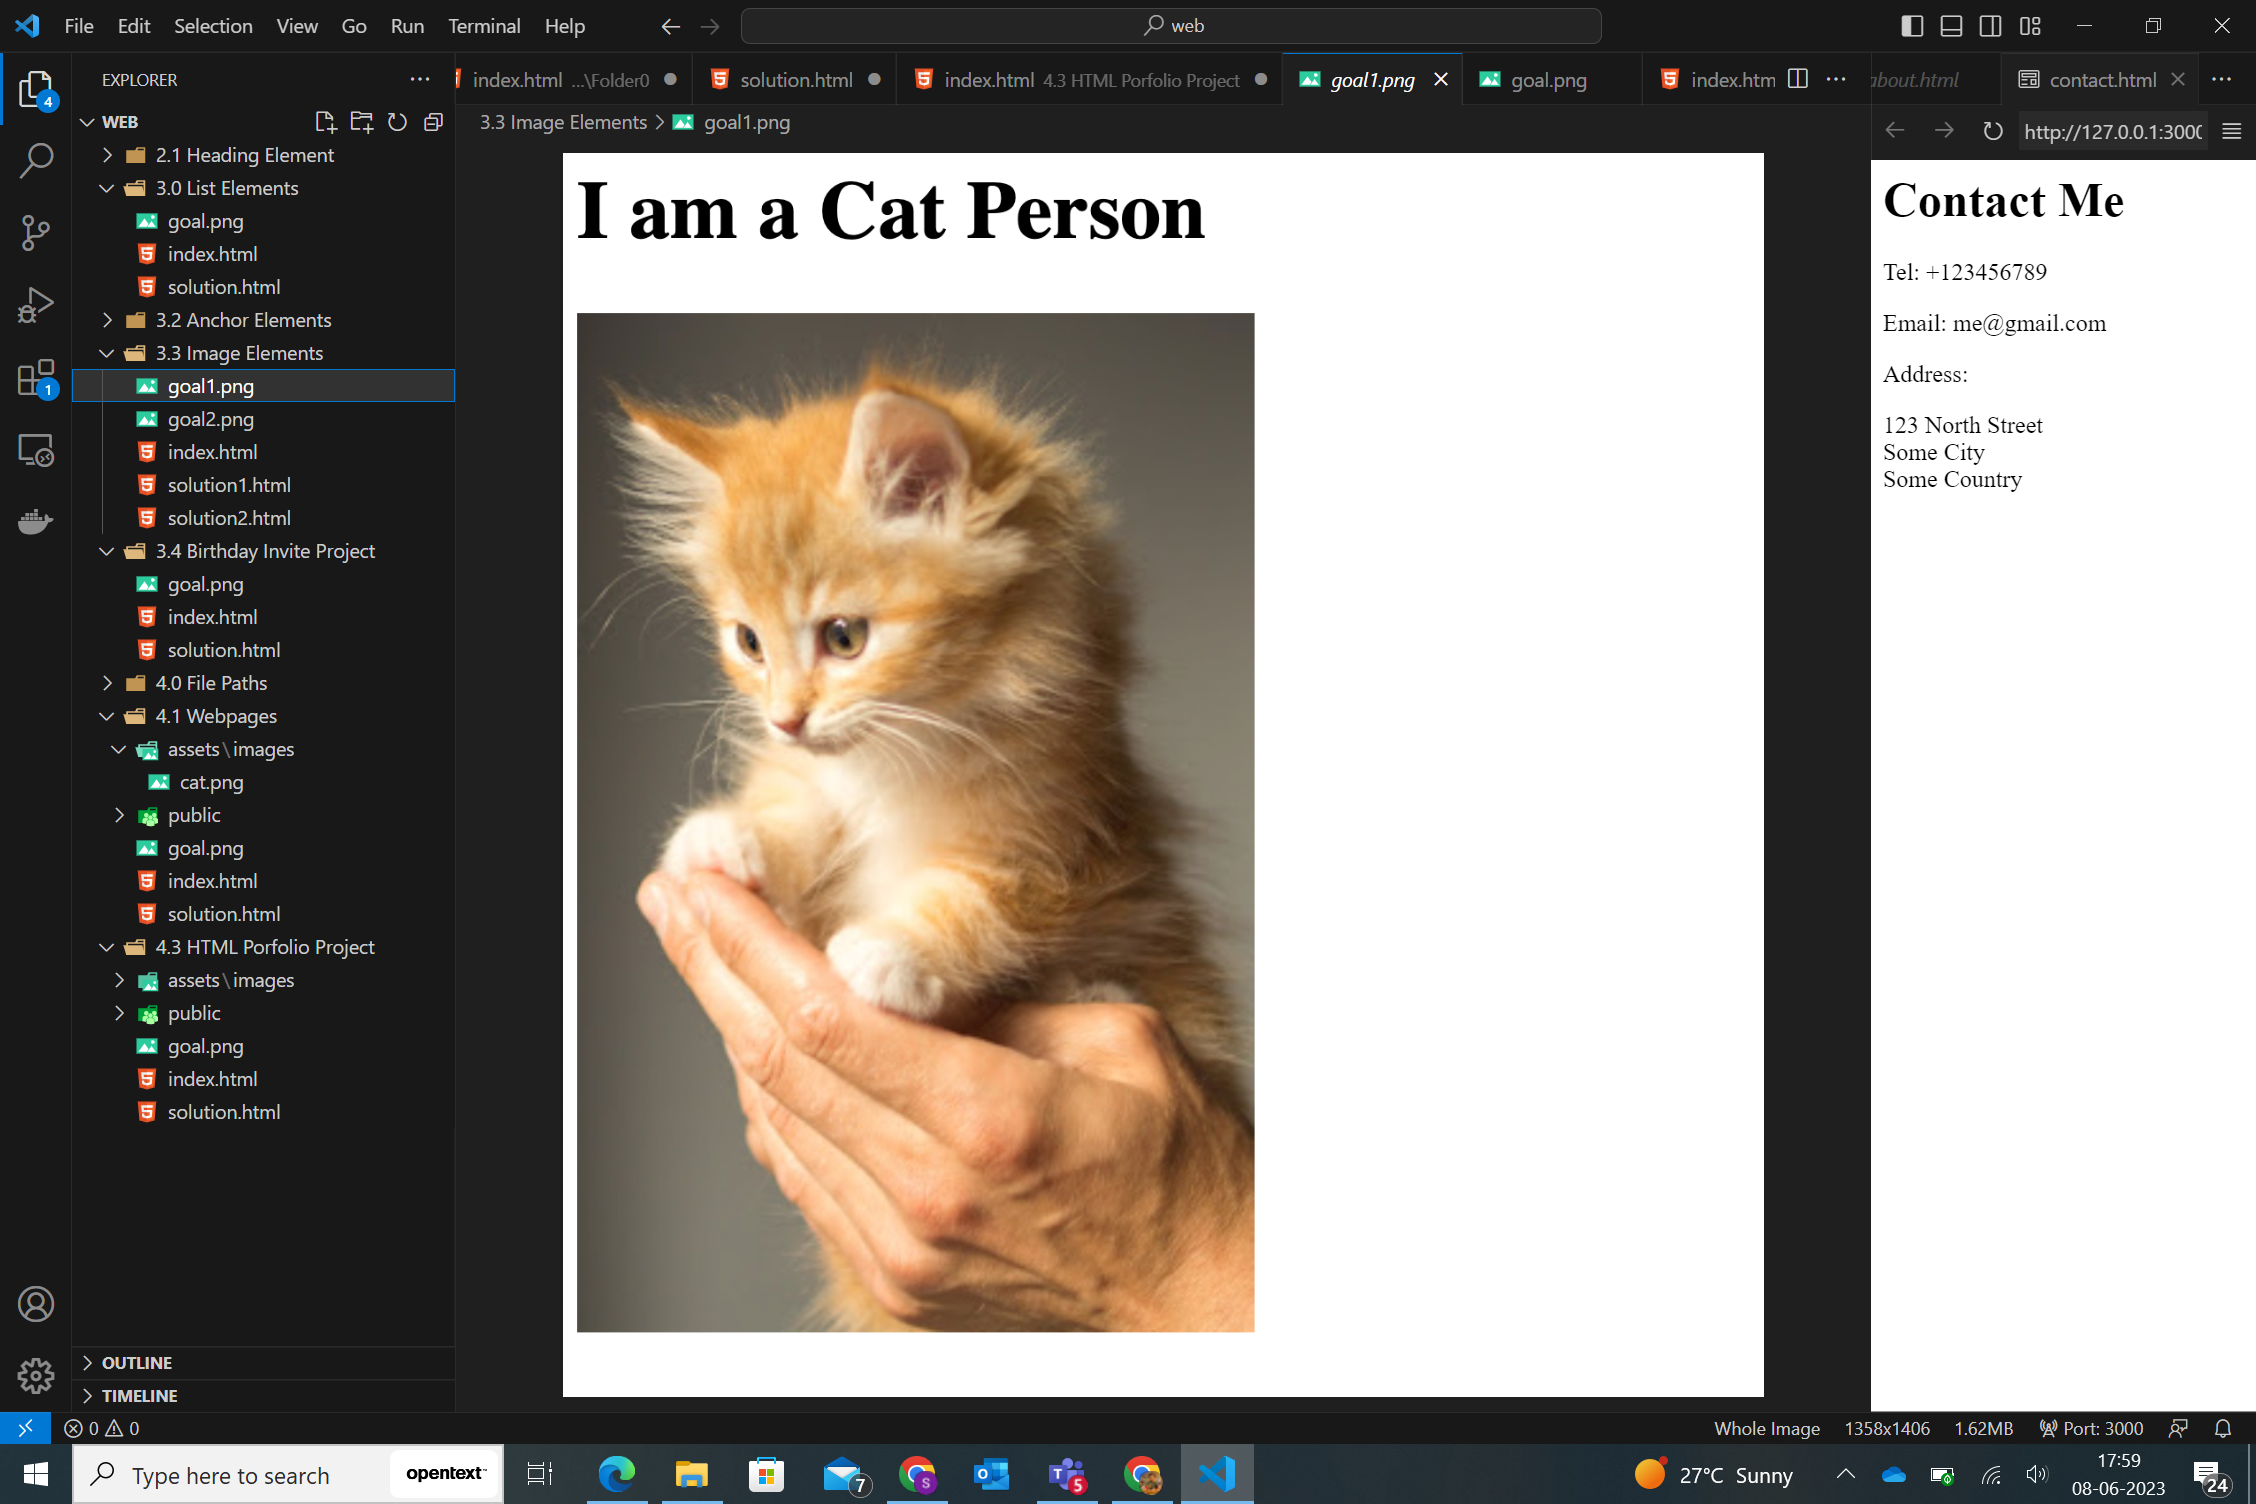 File Edit Selection View Go Run Terminal Help
web
EXPLORER
index.html ...\Folder0
solution.html
index.html 4.3 HTML Porfolio Project
goal1.png
goal.png
index.htm
about.html
contact.html
WEB
3.3 Image Elements > goal1.png
http://127.0.0.1:3000
2.1 Heading Element
3.0 List Elements
goal.png
index.html
solution.html
3.2 Anchor Elements
3.3 Image Elements
goal1.png
goal2.png
index.html
solution1.html
solution2.html
3.4 Birthday Invite Project
goal.png
index.html
solution.html
4.0 File Paths
4.1 Webpages
assets\images
cat.png
public
goal.png
index.html
solution.html
4.3 HTML Porfolio Project
assets\images
public
goal.png
index.html
solution.html
OUTLINE
TIMELINE
I am a Cat Person
Contact Me
Tel: +123456789
Email: me@gmail.com
Address:
123 North Street
Some City
Some Country
4
1
0 0
Whole Image 1358x1406 1.62MB Port: 3000
Type here to search
opentext™
7
S
5
27°C Sunny
17:59
08-06-2023
24